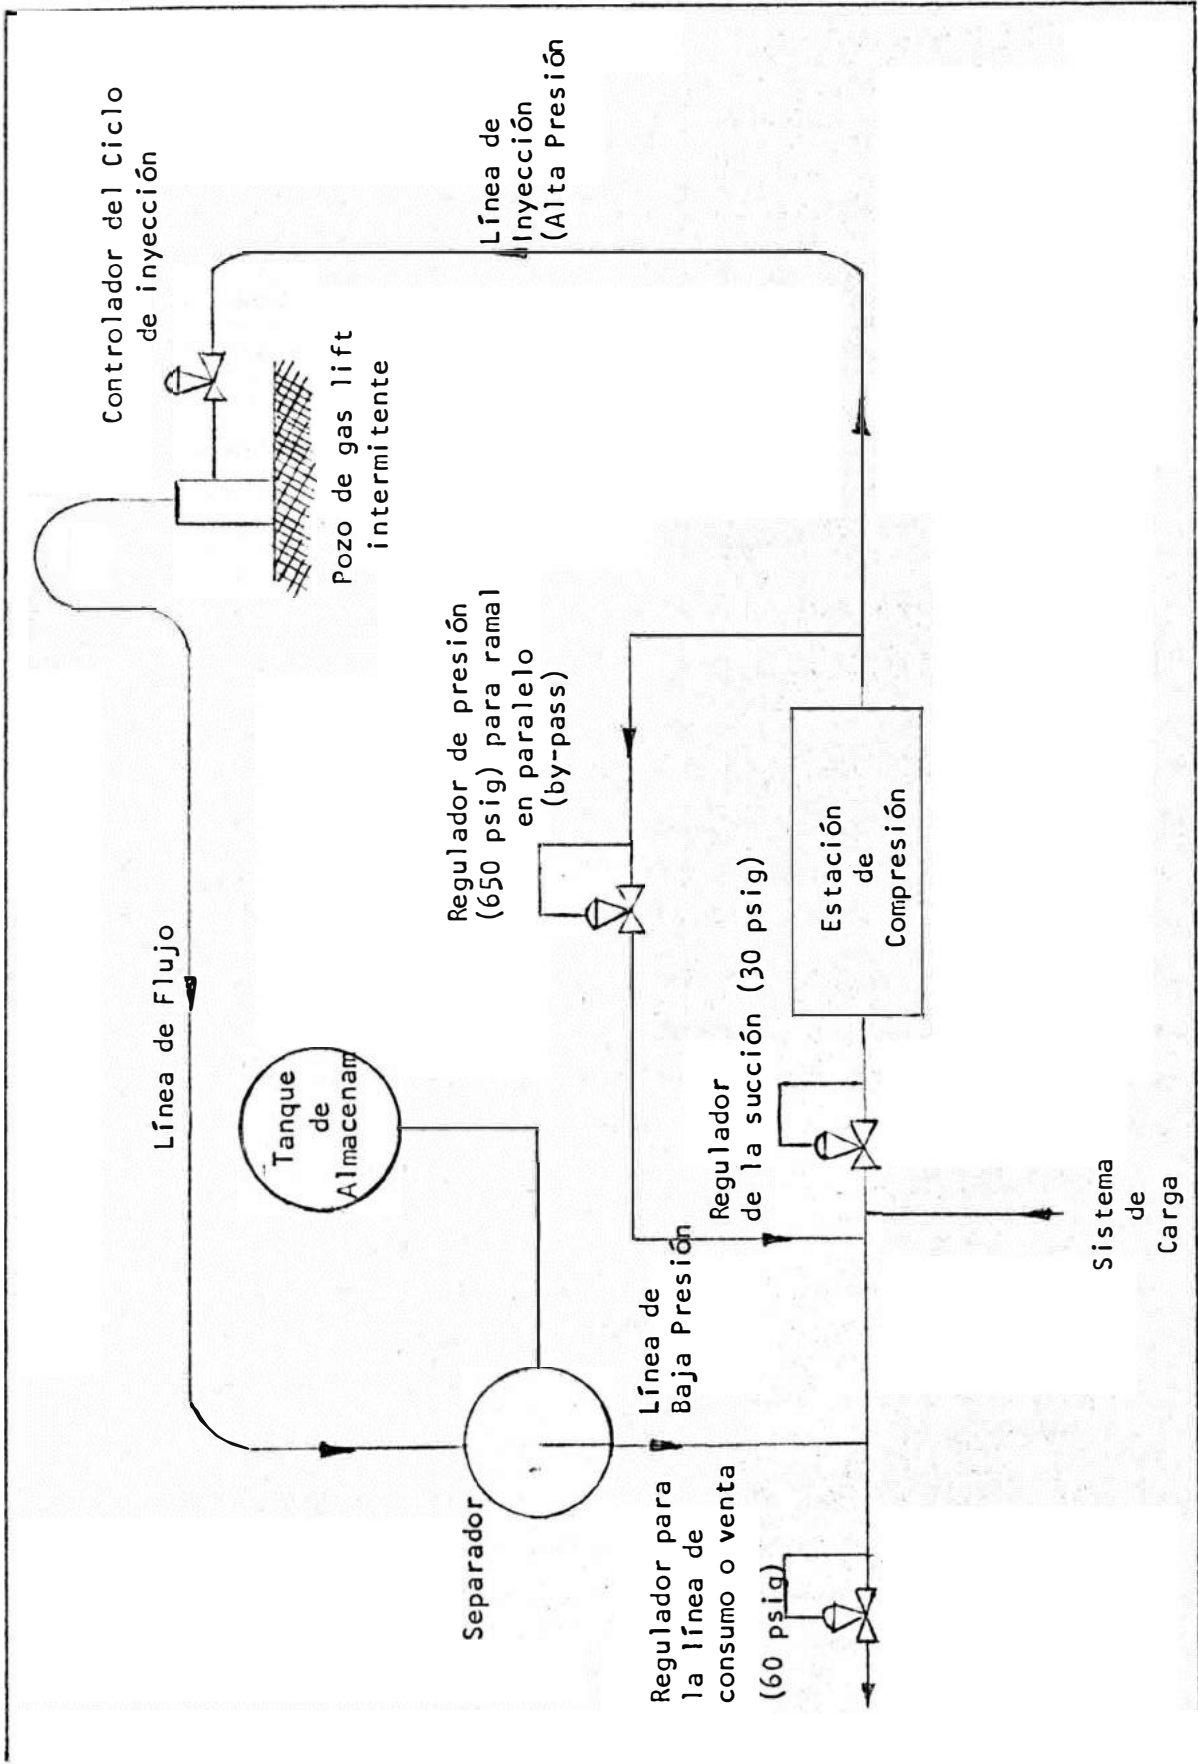 Controlador del Ciclo
de inyección
Línea de
inyección
(Alta Presión
Pozo de gas lift
intermitente
Línea de Flujo
Regulador de presión
(650 psig) para ramal
en paralelo
(by-pass)
Tanque
de
Almacenam
Estación
de
Compresión
Regulador
de la succión (30 psig)
Separador
Línea de
Baja Presión
Sistema
de
Carga
Regulador para
la línea de
consumo o venta
(60 psig)